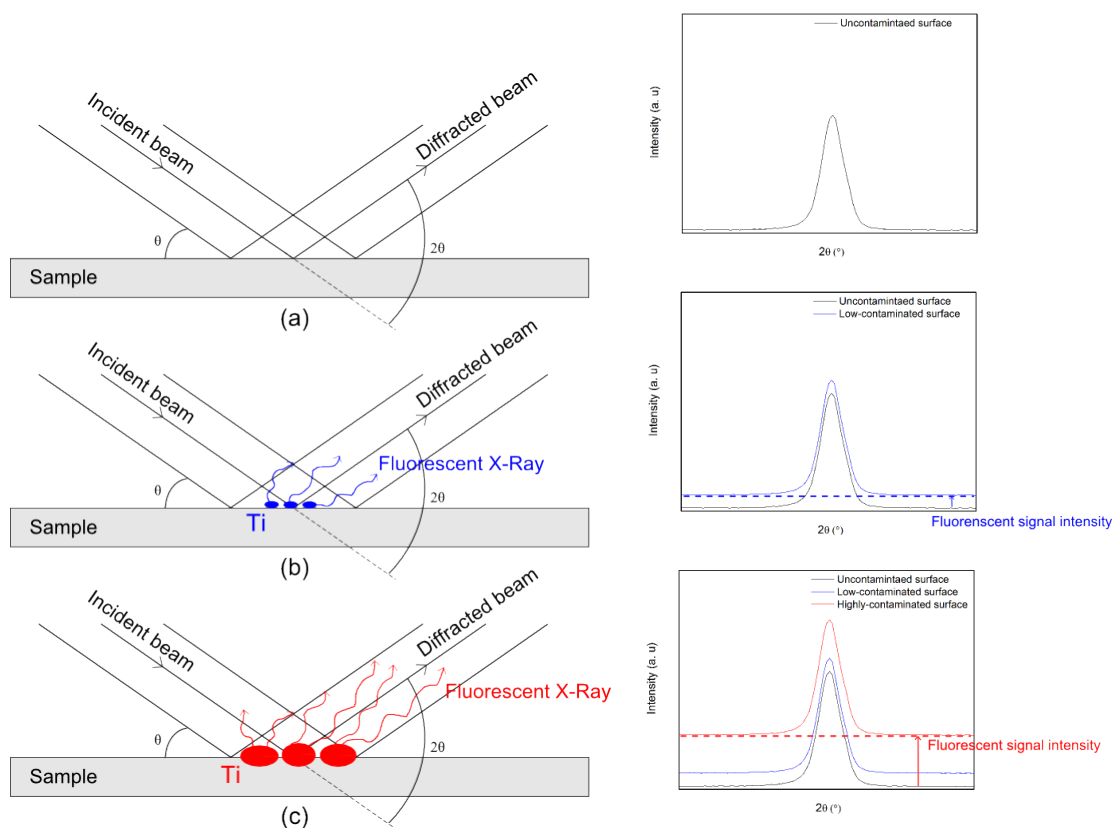 Incident beam
Diffracted beam
θ
2θ
Sample
(a)
Uncontamintaed surface
Intensity (a. u)
2θ (°)
Incident beam
Diffracted beam
Fluorescent X-Ray
θ
2θ
Ti
Sample
(b)
Uncontamintaed surface
Low-contaminated surface
Intensity (a. u)
Fluorenscent signal intensity
2θ (°)
Incident beam
Diffracted beam
Fluorescent X-Ray
θ
2θ
Ti
Sample
(c)
Uncontamintaed surface
Low-contaminated surface
Highly-contaminated surface
Intensity (a. u)
Fluorescent signal intensity
2θ (°)